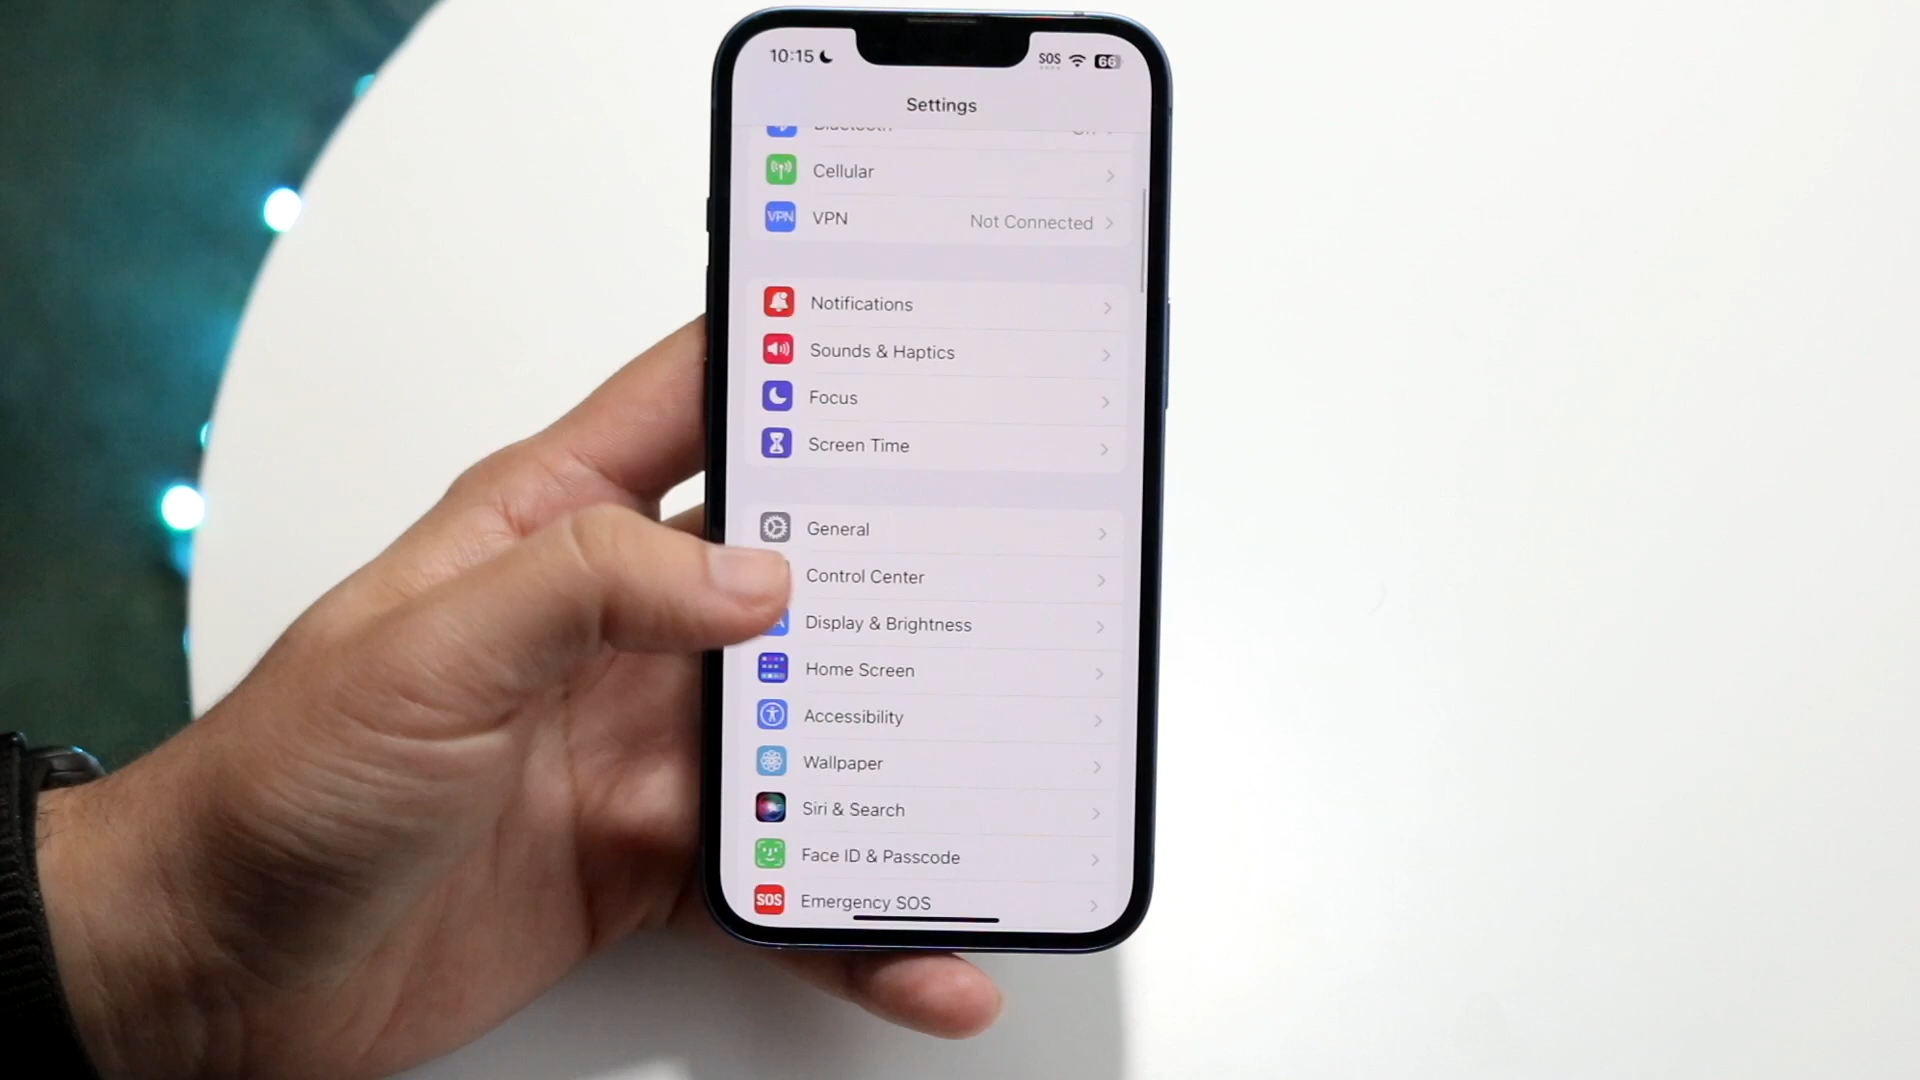 10:15 SOS 66
Settings
Bluetooth
Cellular
VPN VPN Not Connected
Notifications
Sounds & Haptics
Focus
Screen Time
General
Control Center
Display & Brightness
Home Screen
Accessibility
Wallpaper
Siri & Search
Face ID & Passcode
SOS Emergency SOS